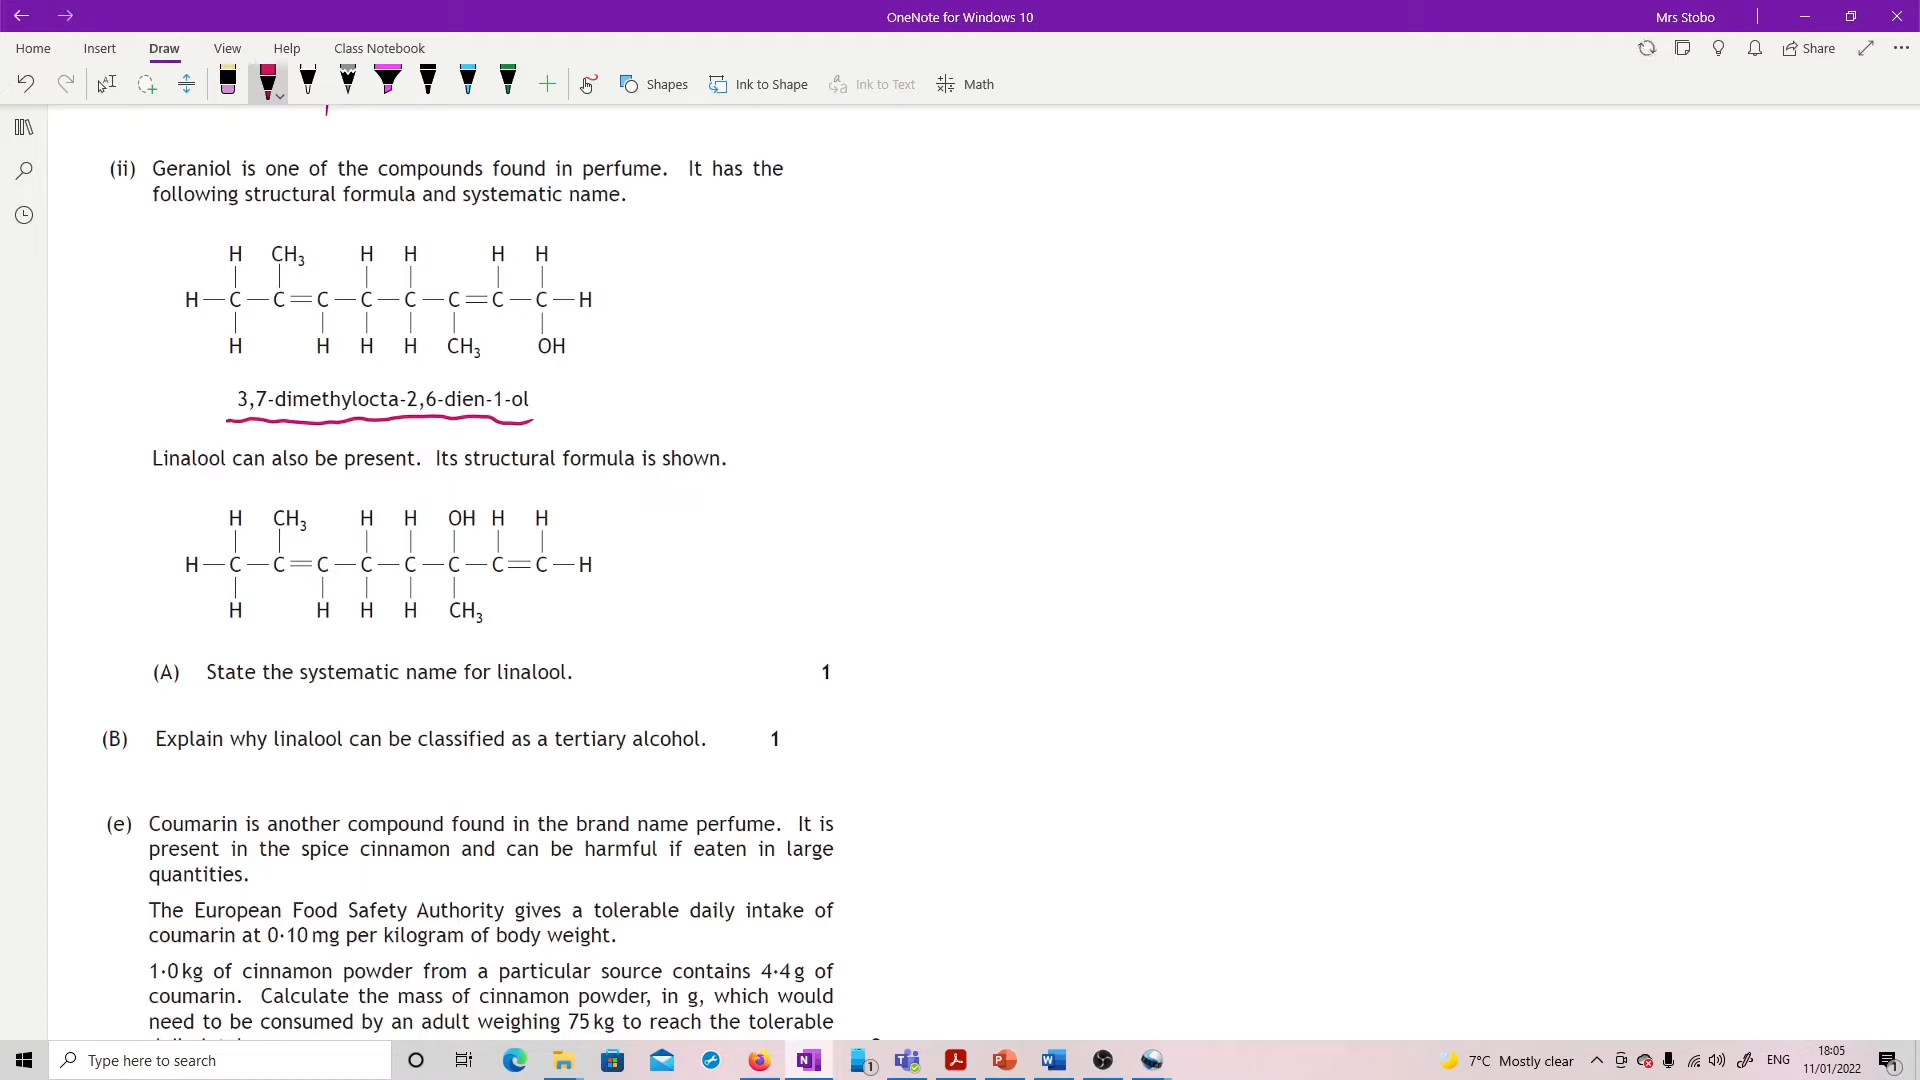 OneNote for Windows 10
Mrs Stobo
Home Insert Draw View Help Class Notebook
Share
Shapes Ink to Shape Ink to Text Math
(ii) Geraniol is one of the compounds found in perfume. It has the
following structural formula and systematic name.
H CH₃ H H H H
H—C—C=C—C—C—C=C—C—H
H H H H CH₃ OH
3,7-dimethylocta-2,6-dien-1-ol
Linalool can also be present. Its structural formula is shown.
H CH₃ H H OH H H
H—C—C=C—C—C—C—C=C—H
H H H H CH₃
(A) State the systematic name for linalool. 1
(B) Explain why linalool can be classified as a tertiary alcohol. 1
(e) Coumarin is another compound found in the brand name perfume. It is
present in the spice cinnamon and can be harmful if eaten in large
quantities.
The European Food Safety Authority gives a tolerable daily intake of
coumarin at 0·10 mg per kilogram of body weight.
1·0 kg of cinnamon powder from a particular source contains 4·4 g of
coumarin. Calculate the mass of cinnamon powder, in g, which would
need to be consumed by an adult weighing 75 kg to reach the tolerable
Type here to search
7°C Mostly clear
ENG
18:05
11/01/2022